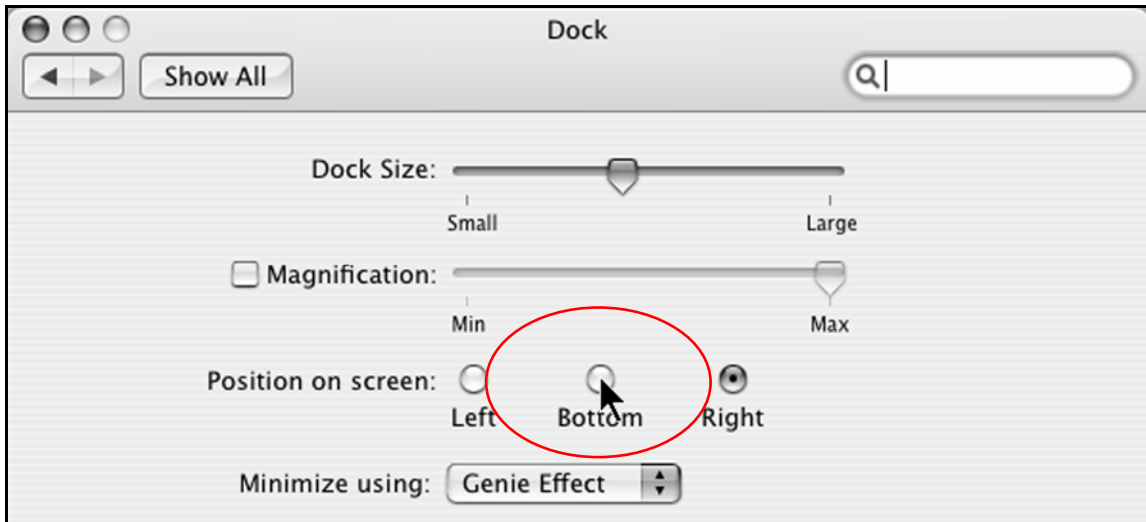 Dock
Show All
Dock Size:
Small Large
Magnification:
Min Max
Position on screen:
Left Bottom Right
Minimize using: Genie Effect